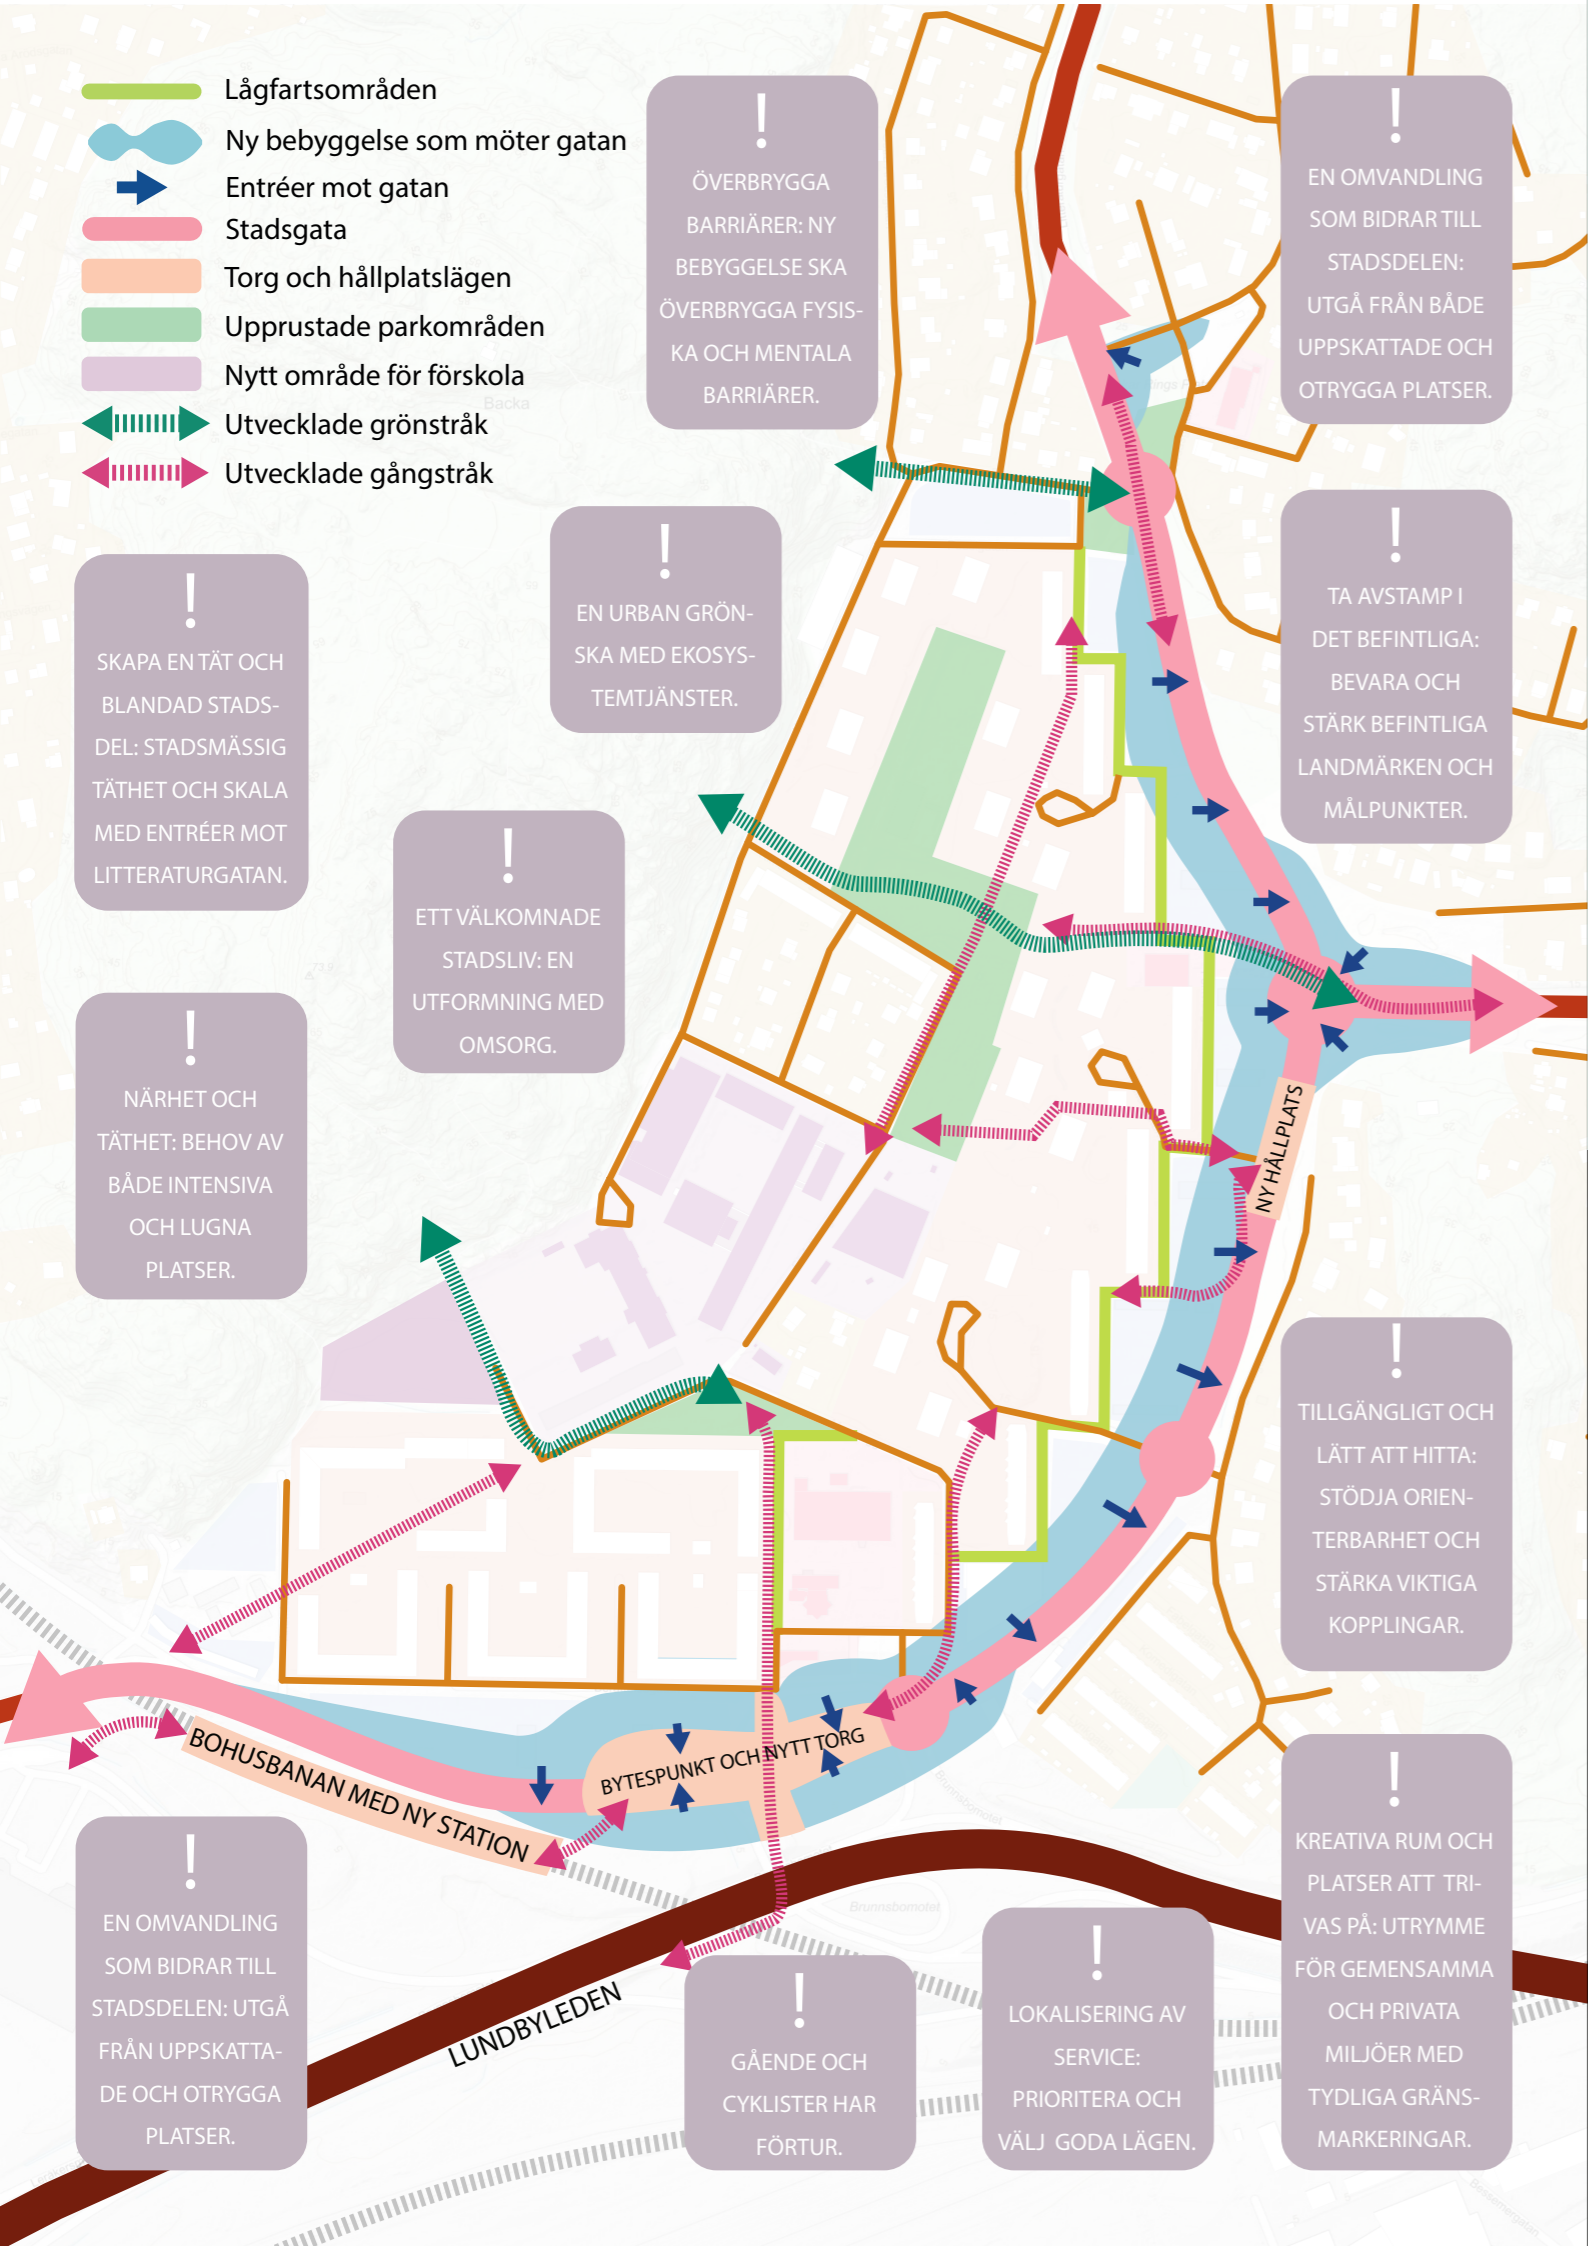 Lågfartsområden
Ny bebyggelse som möter gatan
Entréer mot gatan
Stadsgata
Torg och hållplatslägen
Upprustade parkområden
Nytt område för förskola
Backa
Utvecklade grönstråk
Utvecklade gångstråk
!
ÖVERBRYGGA
BARRIÄRER: NY
BEBYGGELSE SKA
ÖVERBRYGGA FYSIS-
KA OCH MENTALA
BARRIÄRER.
!
EN OMVANDLING
SOM BIDRAR TILL
STADSDELEN:
UTGÅ FRÅN BÅDE
UPPSKATTADE OCH
OTRYGGA PLATSER.
!
EN URBAN GRÖN-
SKA MED EKOSYS-
TEMTJÄNSTER.
!
TA AVSTAMP I
DET BEFINTLIGA:
BEVARA OCH
STÄRK BEFINTLIGA
LANDMÄRKEN OCH
MÅLPUNKTER.
!
SKAPA EN TÄT OCH
BLANDAD STADS-
DEL: STADSMÄSSIG
TÄTHET OCH SKALA
MED ENTRÉER MOT
LITTERATURGATAN.
!
ETT VÄLKOMNADE
STADSLIV: EN
UTFORMNING MED
OMSORG.
!
NÄRHET OCH
TÄTHET: BEHOV AV
BÅDE INTENSIVA
OCH LUGNA
PLATSER.
NY HÅLLPLATS
!
TILLGÄNGLIGT OCH
LÄTT ATT HITTA:
STÖDJA ORIEN-
TERBARHET OCH
STÄRKA VIKTIGA
KOPPLINGAR.
BOHUSBANAN MED NY STATION
BYTESPUNKT OCH NYTT TORG
Brunnsbomotet
Brunnsbomotet
LUNDBYLEDEN
!
EN OMVANDLING
SOM BIDRAR TILL
STADSDELEN: UTGÅ
FRÅN UPPSKATTA-
DE OCH OTRYGGA
PLATSER.
!
GÅENDE OCH
CYKLISTER HAR
FÖRTUR.
!
LOKALISERING AV
SERVICE:
PRIORITERA OCH
VÄLJ GODA LÄGEN.
!
KREATIVA RUM OCH
PLATSER ATT TRI-
VAS PÅ: UTRYMME
FÖR GEMENSAMMA
OCH PRIVATA
MILJÖER MED
TYDLIGA GRÄNS-
MARKERINGAR.